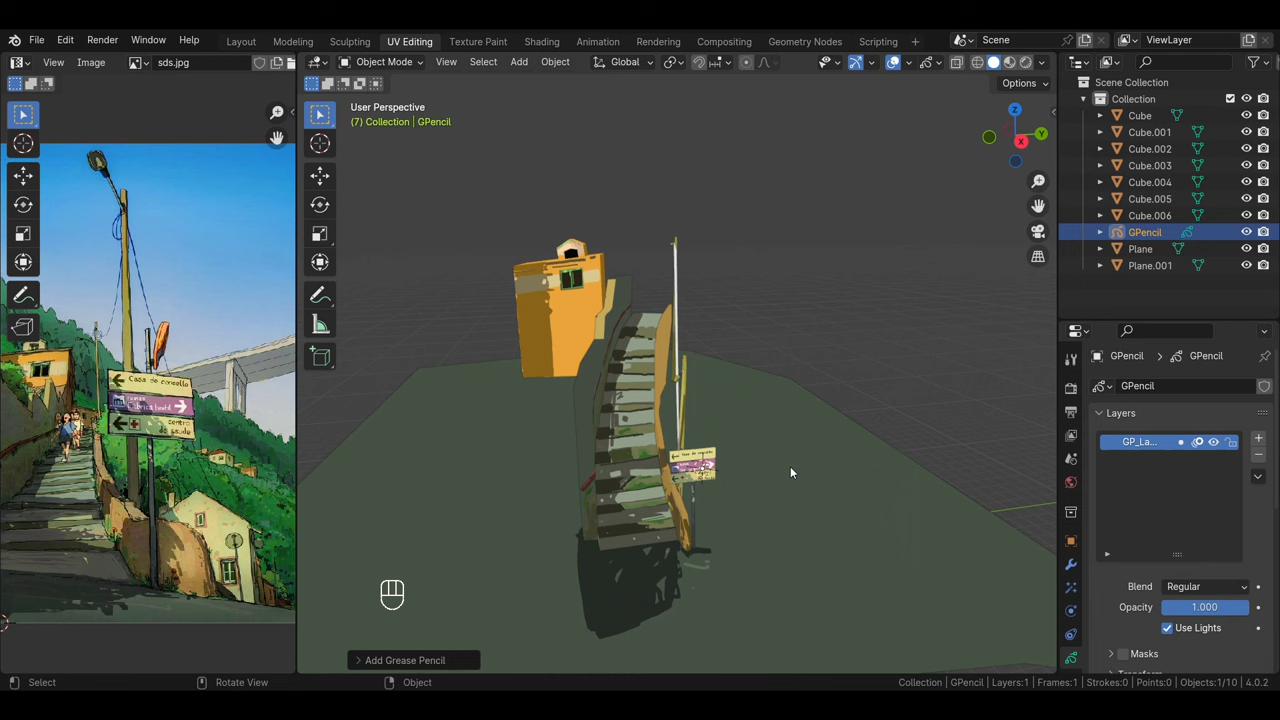 File Edit Render Window Help
Layout Modeling Sculpting UV Editing Texture Paint Shading Animation Rendering Compositing Geometry Nodes Scripting +
Scene
ViewLayer
View Image sds.jpg
Object Mode View Select Add Object Global
Options
User Perspective
(7) Collection | GPencil
Z
Y
X
Scene Collection
Collection
Cube
Cube.001
Cube.002
Cube.003
Cube.004
Cube.005
Cube.006
GPencil
Plane
Plane.001
Casa do concello
centro
de saude
GPencil > GPencil
GPencil
Layers
GP_La...
Blend Regular
Opacity 1.000
Use Lights
Masks
Add Grease Pencil
Select Rotate View Object
Collection | GPencil | Layers:1 | Frames:1 | Strokes:0 | Points:0 | Objects:1/10 | 4.0.2